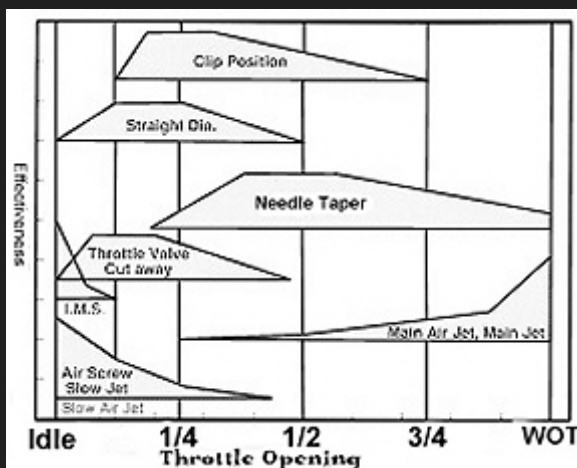 Clip Position
Straight Dia.
Effectiveness
Needle Taper
Throttle Valve
Cut away
I.M.S.
Main Air Jet, Main Jet
Air Screw
Slow Jet
Slow Air Jet
Idle 1/4 1/2 3/4 WOT
Throttle Opening